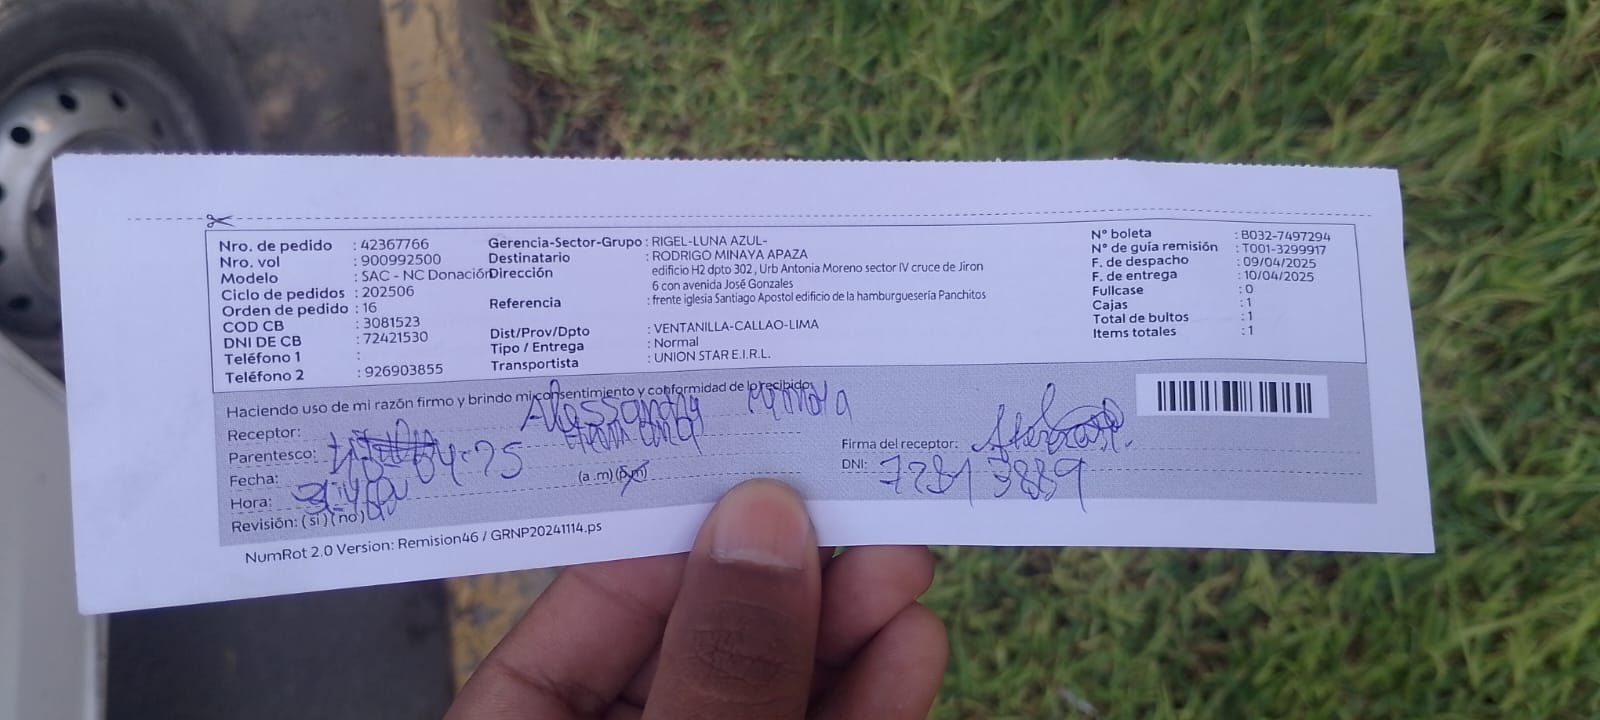 Nro. de pedido : 42367766
Nro. vol : 900992500
Modelo : SAC - NC Donación
Ciclo de pedidos : 202506
Orden de pedido : 16
COD CB : 3081523
DNI DE CB : 72421530
Teléfono 1 :
Teléfono 2 : 926903855
Gerencia-Sector-Grupo : RIGEL-LUNA AZUL-
Destinatario : RODRIGO MINAYA APAZA
Dirección edificio H2 dpto 302 , Urb Antonia Moreno sector IV cruce de Jiron
6 con avenida José Gonzales
Referencia : frente iglesia Santiago Apostol edificio de la hamburguesería Panchitos
Dist/Prov/Dpto : VENTANILLA-CALLAO-LIMA
Tipo / Entrega : Normal
Transportista : UNION STAR E.I.R.L.
N° boleta : B032-7497294
N° de guía remisión : T001-3299917
F. de despacho : 09/04/2025
F. de entrega : 10/04/2025
Fullcase : 0
Cajas : 1
Total de bultos : 1
Items totales : 1
Haciendo uso de mi razón firmo y brindo mi consentimiento y conformidad de lo recibido
Receptor:
Parentesco:
Fecha:
Hora: (a .m) (p.m)
Revisión: ( si ) ( no )
Firma del receptor:
DNI:
NumRot 2.0 Version: Remision46 / GRNP20241114.ps